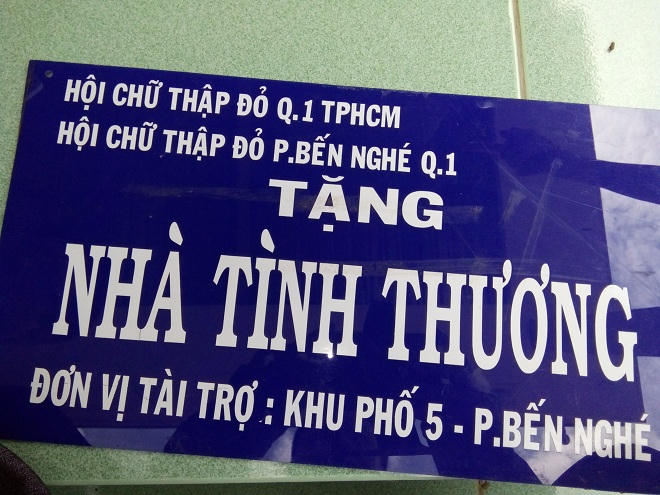 HỘI CHỮ THẬP ĐỎ Q.1 TPHCM
HỘI CHỮ THẬP ĐỎ P.BẾN NGHÉ Q.1
TẶNG
NHÀ TÌNH THƯƠNG
ĐƠN VỊ TÀI TRỢ : KHU PHỐ 5 - P.BẾN NGHÉ